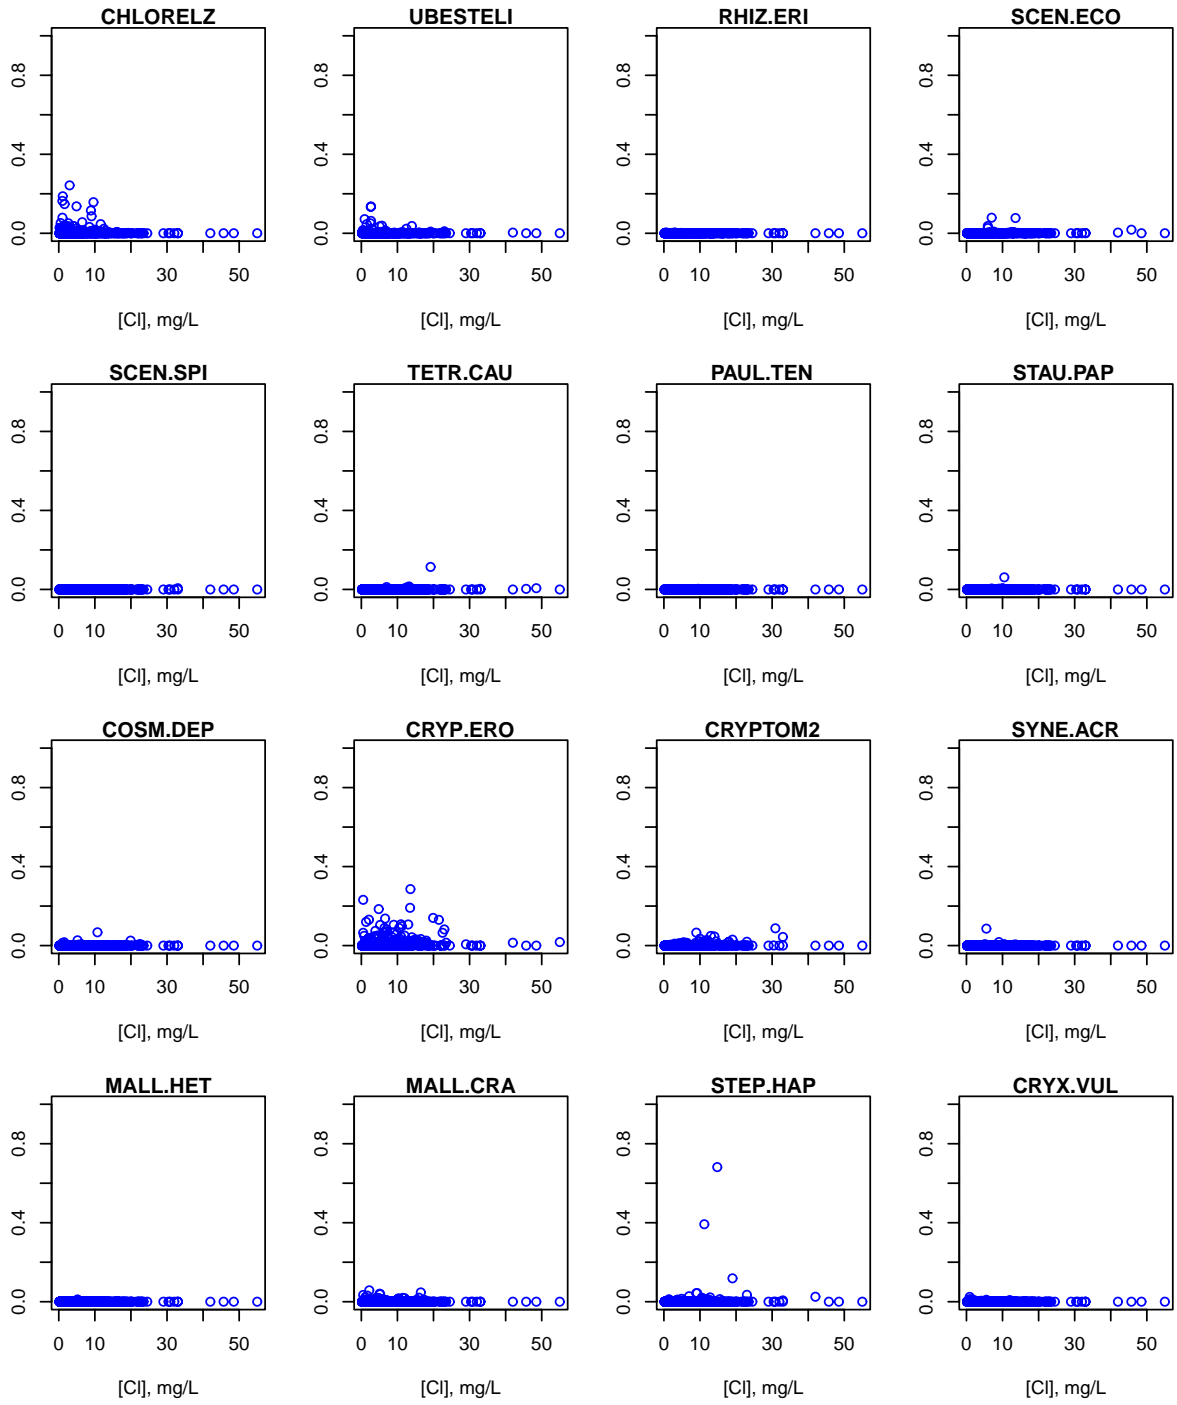 CHLORELZ UBESTELI RHIZ.ERI SCEN.ECO
0.8 0.8 0.8 0.8
0.4 0.4 0.4 0.4
0.0 0.0 0.0 0.0
0 10 30 50 0 10 30 50 0 10 30 50 0 10 30 50
[Cl], mg/L [Cl], mg/L [Cl], mg/L [Cl], mg/L
SCEN.SPI TETR.CAU PAUL.TEN STAU.PAP
0.8 0.8 0.8 0.8
0.4 0.4 0.4 0.4
0.0 0.0 0.0 0.0
0 10 30 50 0 10 30 50 0 10 30 50 0 10 30 50
[Cl], mg/L [Cl], mg/L [Cl], mg/L [Cl], mg/L
COSM.DEP CRYP.ERO CRYPTOM2 SYNE.ACR
0.8 0.8 0.8 0.8
0.4 0.4 0.4 0.4
0.0 0.0 0.0 0.0
0 10 30 50 0 10 30 50 0 10 30 50 0 10 30 50
[Cl], mg/L [Cl], mg/L [Cl], mg/L [Cl], mg/L
MALL.HET MALL.CRA STEP.HAP CRYX.VUL
0.8 0.8 0.8 0.8
0.4 0.4 0.4 0.4
0.0 0.0 0.0 0.0
0 10 30 50 0 10 30 50 0 10 30 50 0 10 30 50
[Cl], mg/L [Cl], mg/L [Cl], mg/L [Cl], mg/L